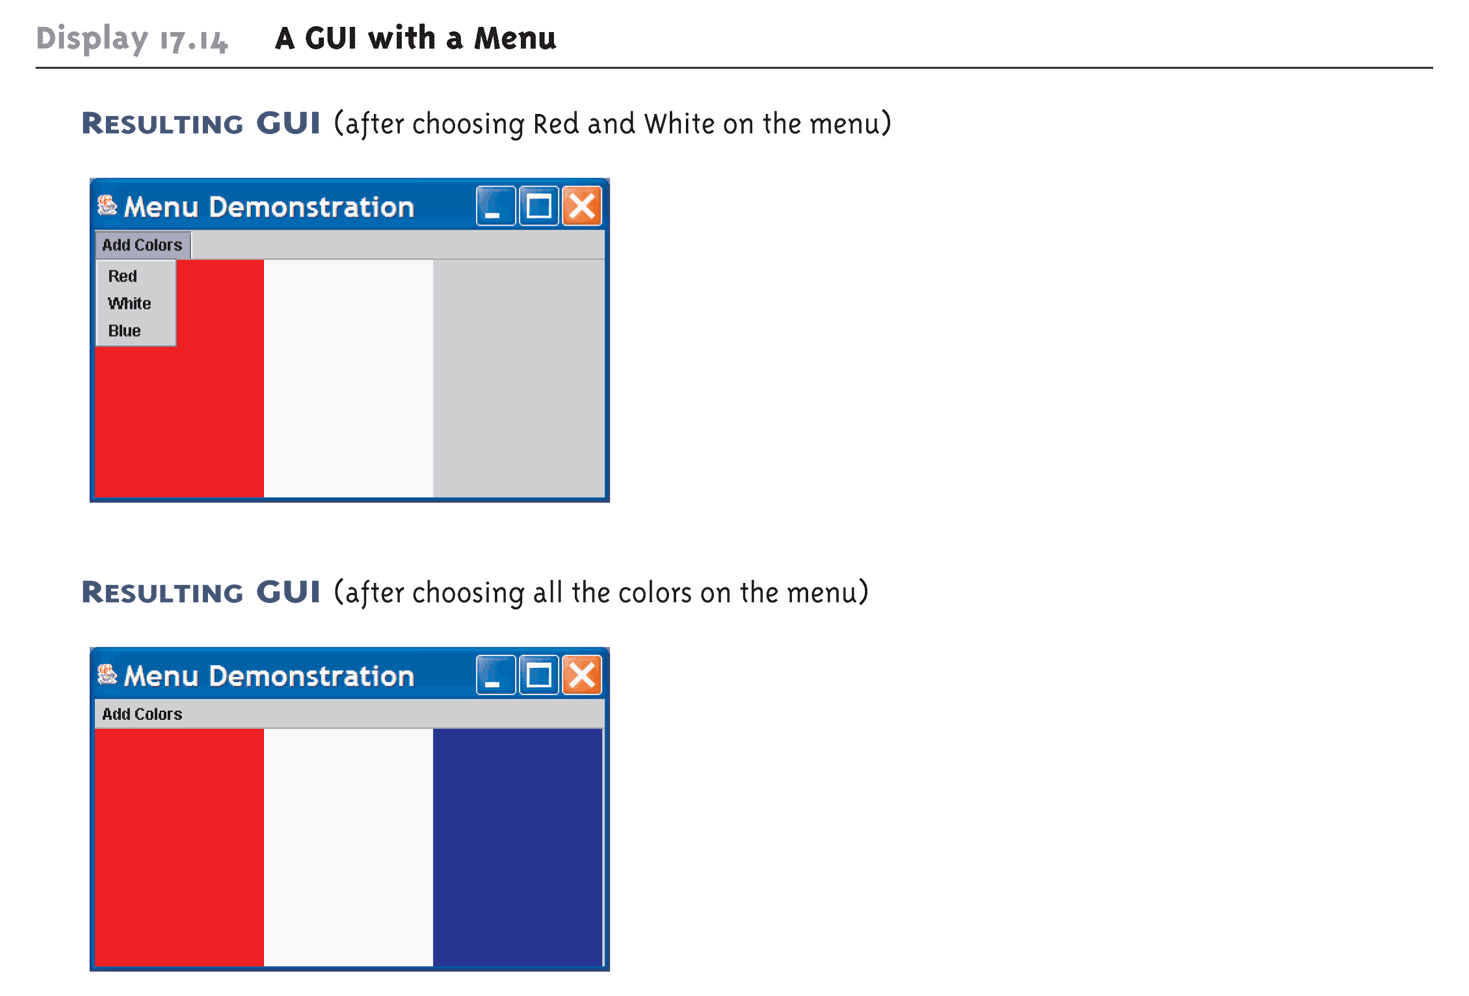 Display 17.14 A GUI with a Menu
RESULTING GUI (after choosing Red and White on the menu)
Menu Demonstration
Add Colors
Red
White
Blue
RESULTING GUI (after choosing all the colors on the menu)
Menu Demonstration
Add Colors